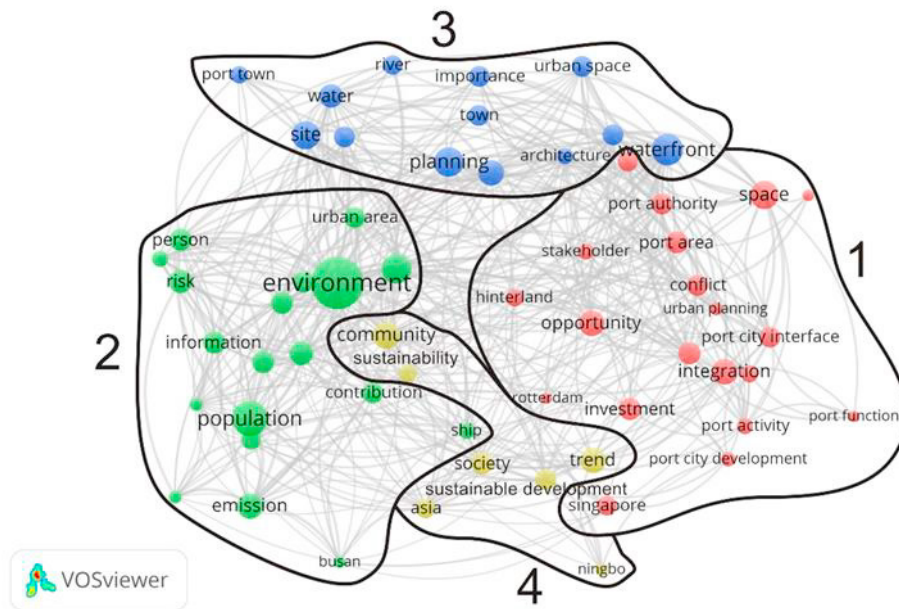 3
port town
river
importance
urban space
water
town
site
planning
architecture
waterfront
1
space
port authority
port area
stakeholder
conflict
hinterland
urban planning
opportunity
port city interface
integration
rotterdam
investment
port function
port activity
port city development
singapore
2
urban area
person
environment
risk
information
contribution
population
ship
emission
busan
community
sustainability
society
trend
sustainable development
asia
ningbo
4
VOSviewer